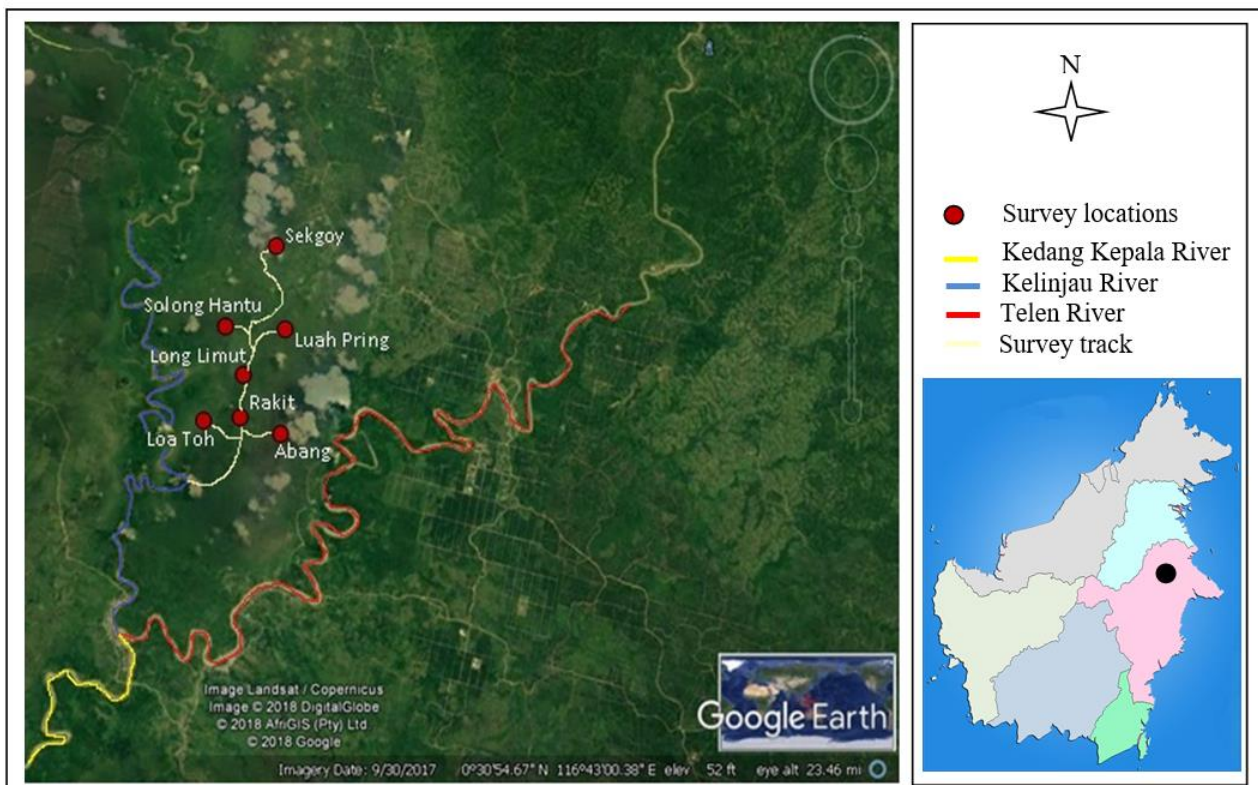 Sekgoy
Solong Hantu
Luah Pring
Long Limut
Rakit
Loa Toh
Abang
Image Landsat / Copernicus
Image © 2018 DigitalGlobe
© 2018 AfriGIS (Pty) Ltd
© 2018 Google
Google Earth
Imagery Date: 9/30/2017 0°30'54.67" N 116°43'00.38" E elev 52 ft eye alt 23.46 mi
N
Survey locations
Kedang Kepala River
Kelinjau River
Telen River
Survey track